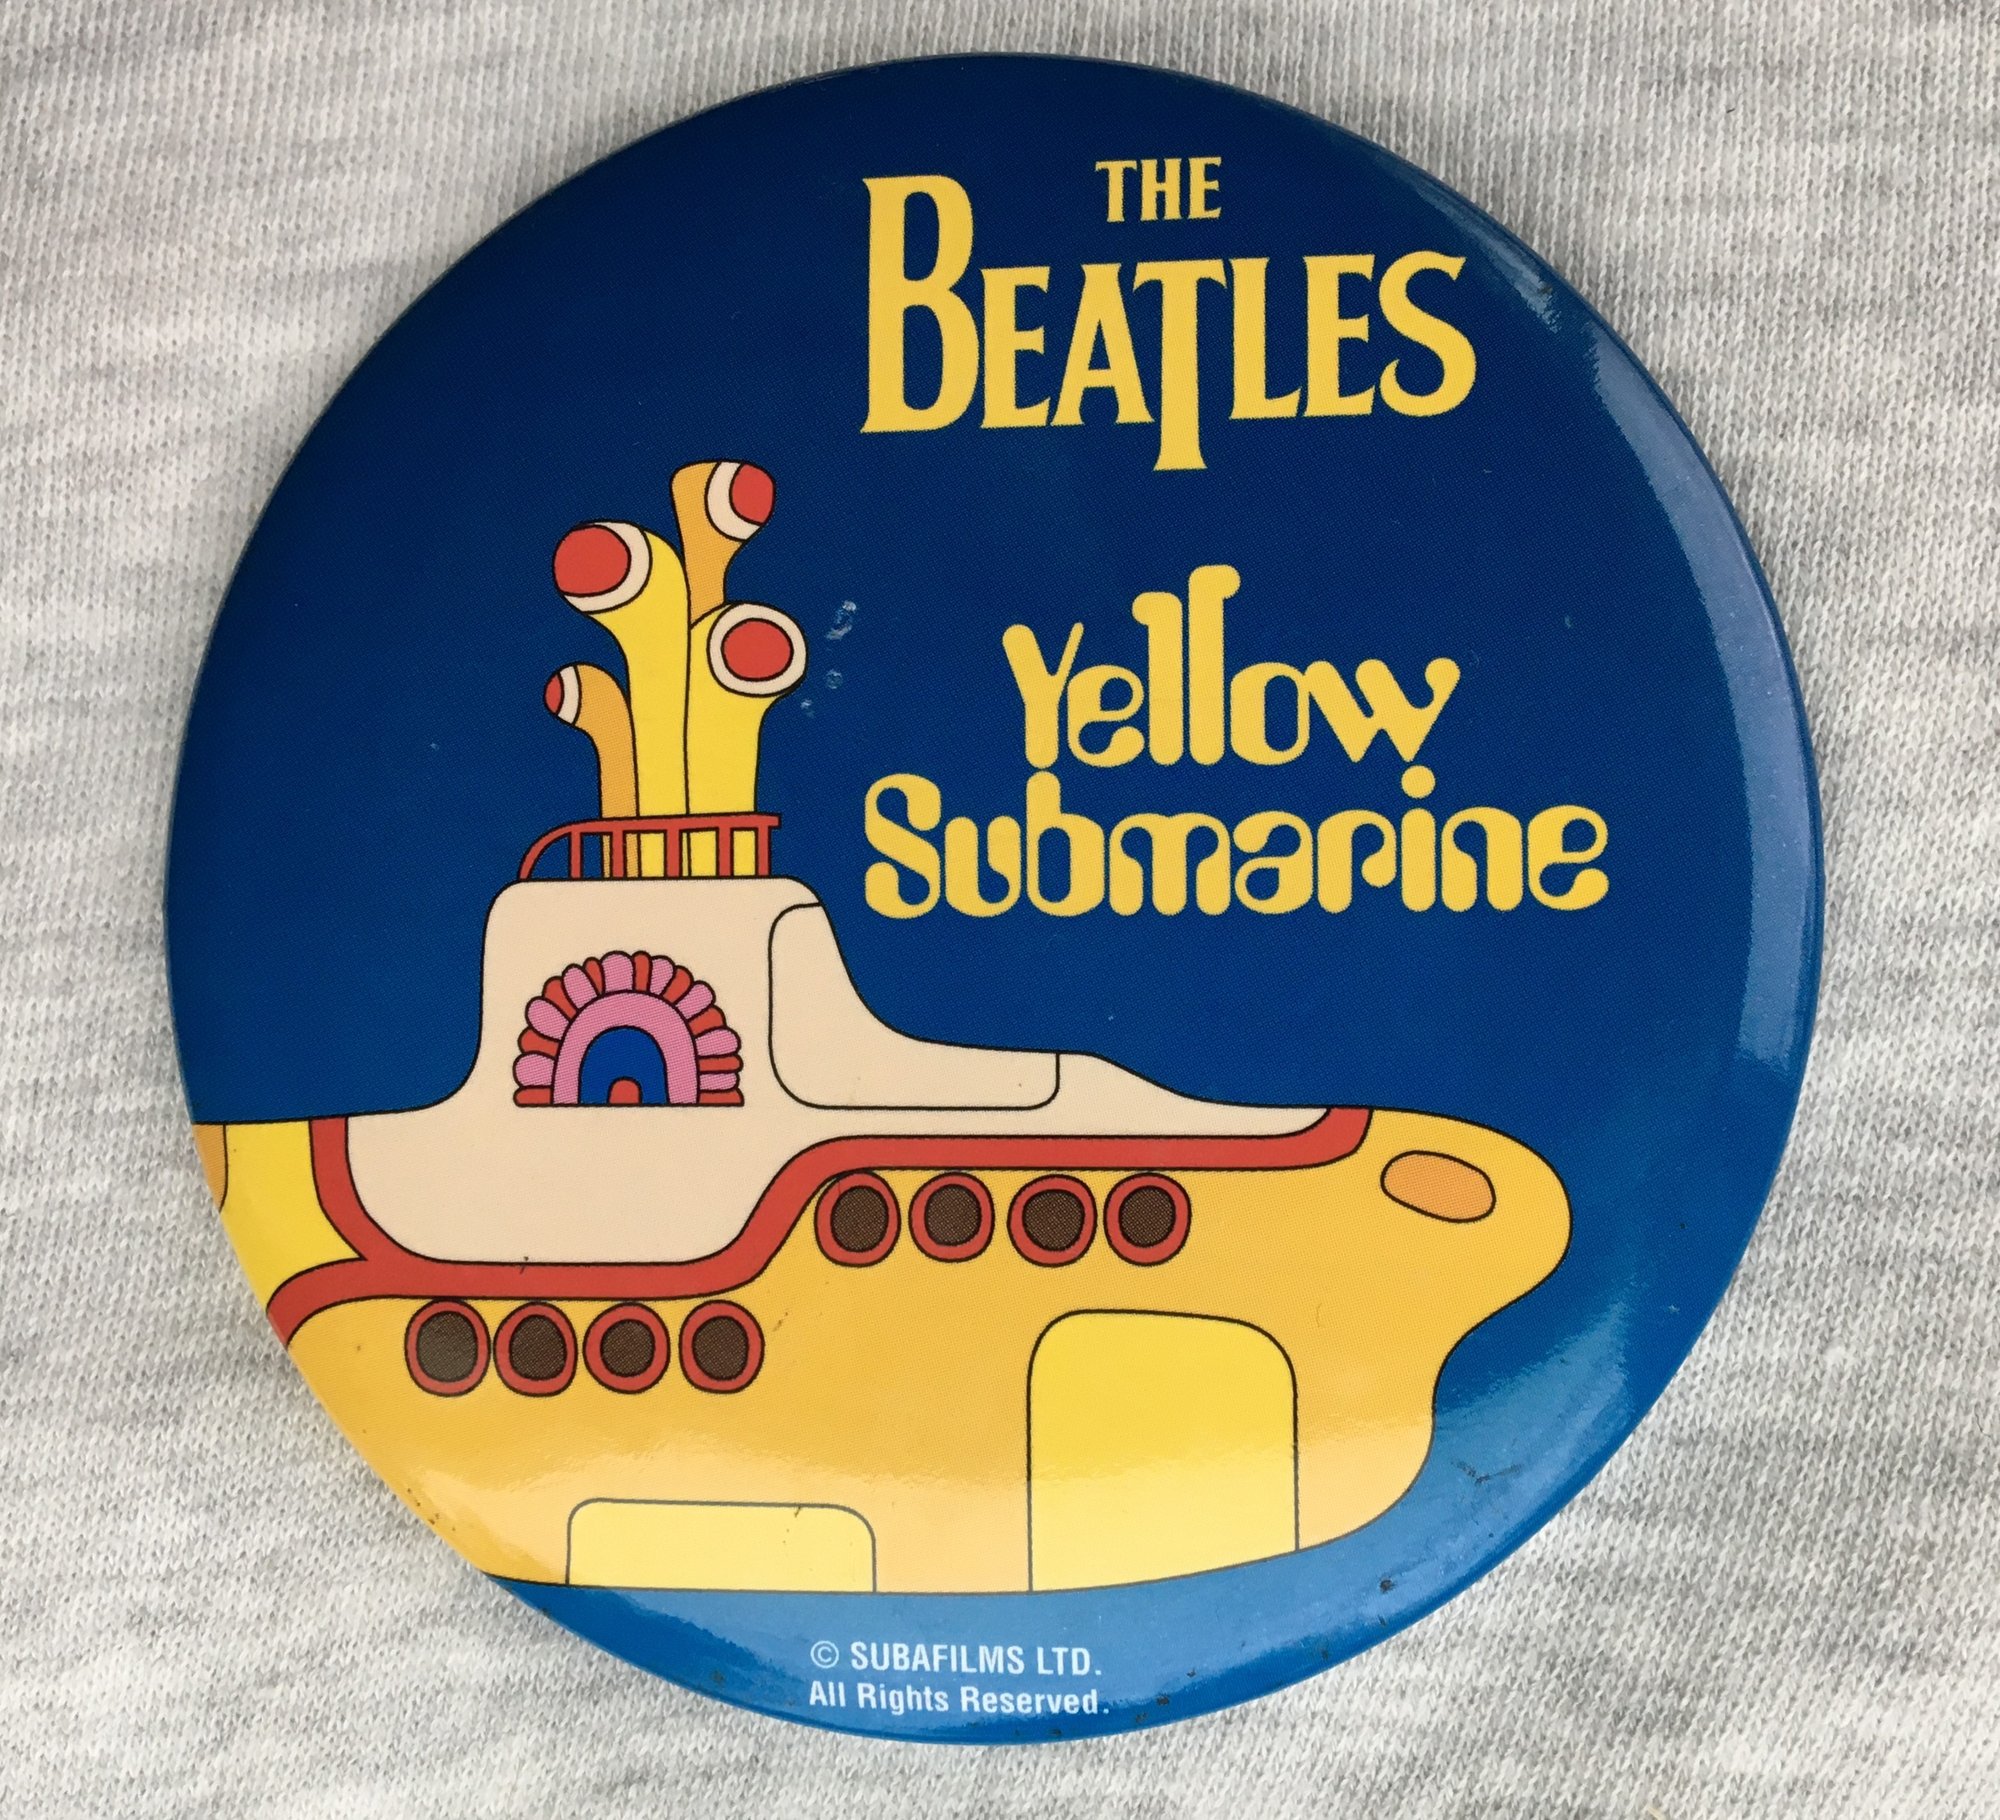 THE
BEATLES
Yellow
Submarine
© SUBAFILMS LTD.
All Rights Reserved.